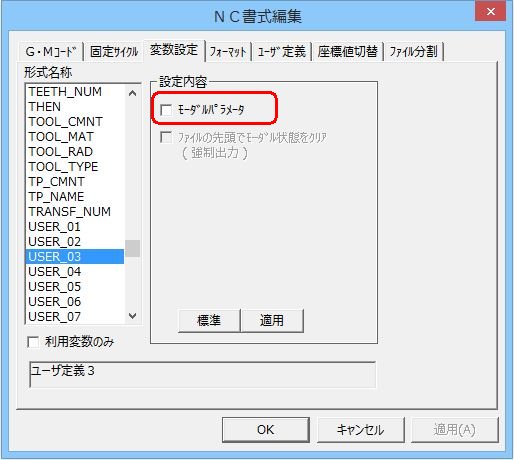 NC書式編集
G・Mｺｰﾄﾞ 固定ｻｲｸﾙ 変数設定 ﾌｫｰﾏｯﾄ ﾕｰｻﾞ定義 座標値切替 ﾌｧｲﾙ分割
形式名称
TEETH_NUM
THEN
TOOL_CMNT
TOOL_MAT
TOOL_RAD
TOOL_TYPE
TP_CMNT
TP_NAME
TRANSF_NUM
USER_01
USER_02
USER_03
USER_04
USER_05
USER_06
USER_07
利用変数のみ
設定内容
ﾓｰﾀﾞﾙﾊﾟﾗﾒｰﾀ
ﾌｧｲﾙの先頭でﾓｰﾀﾞﾙ状態をｸﾘｱ
(強制出力)
標準 適用
ユーザ定義３
OK キャンセル 適用(A)